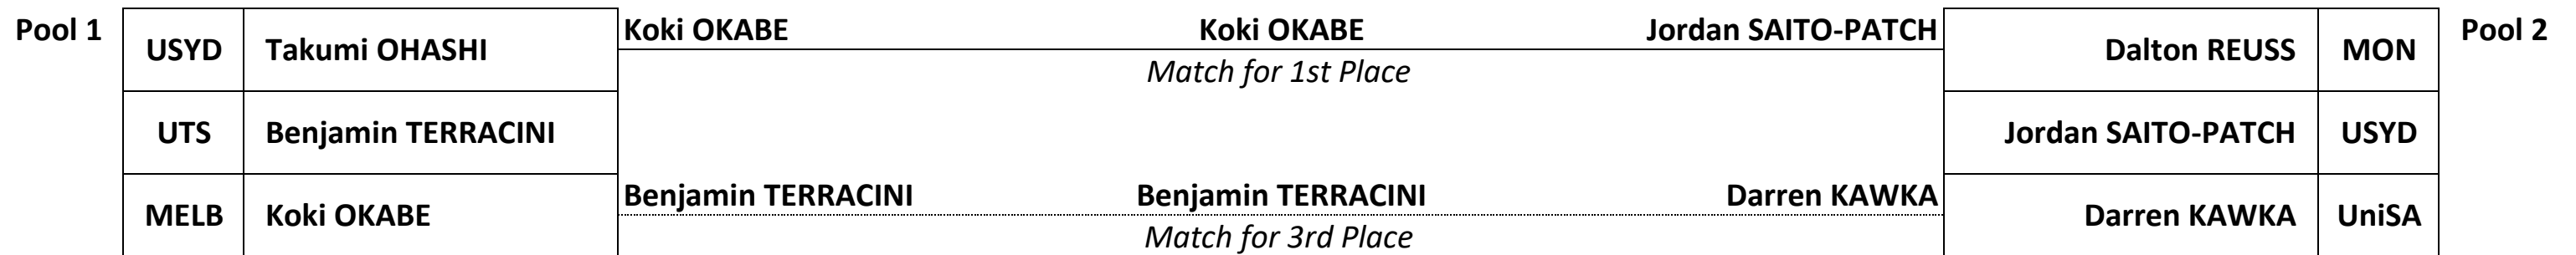 Pool 1 USYD Takumi OHASHI Koki OKABE Koki OKABE Jordan SAITO-PATCH Dalton REUSS MON Pool 2
Match for 1st Place
UTS Benjamin TERRACINI Jordan SAITO-PATCH USYD
MELB Koki OKABE Benjamin TERRACINI Benjamin TERRACINI Darren KAWKA Darren KAWKA UniSA
Match for 3rd Place